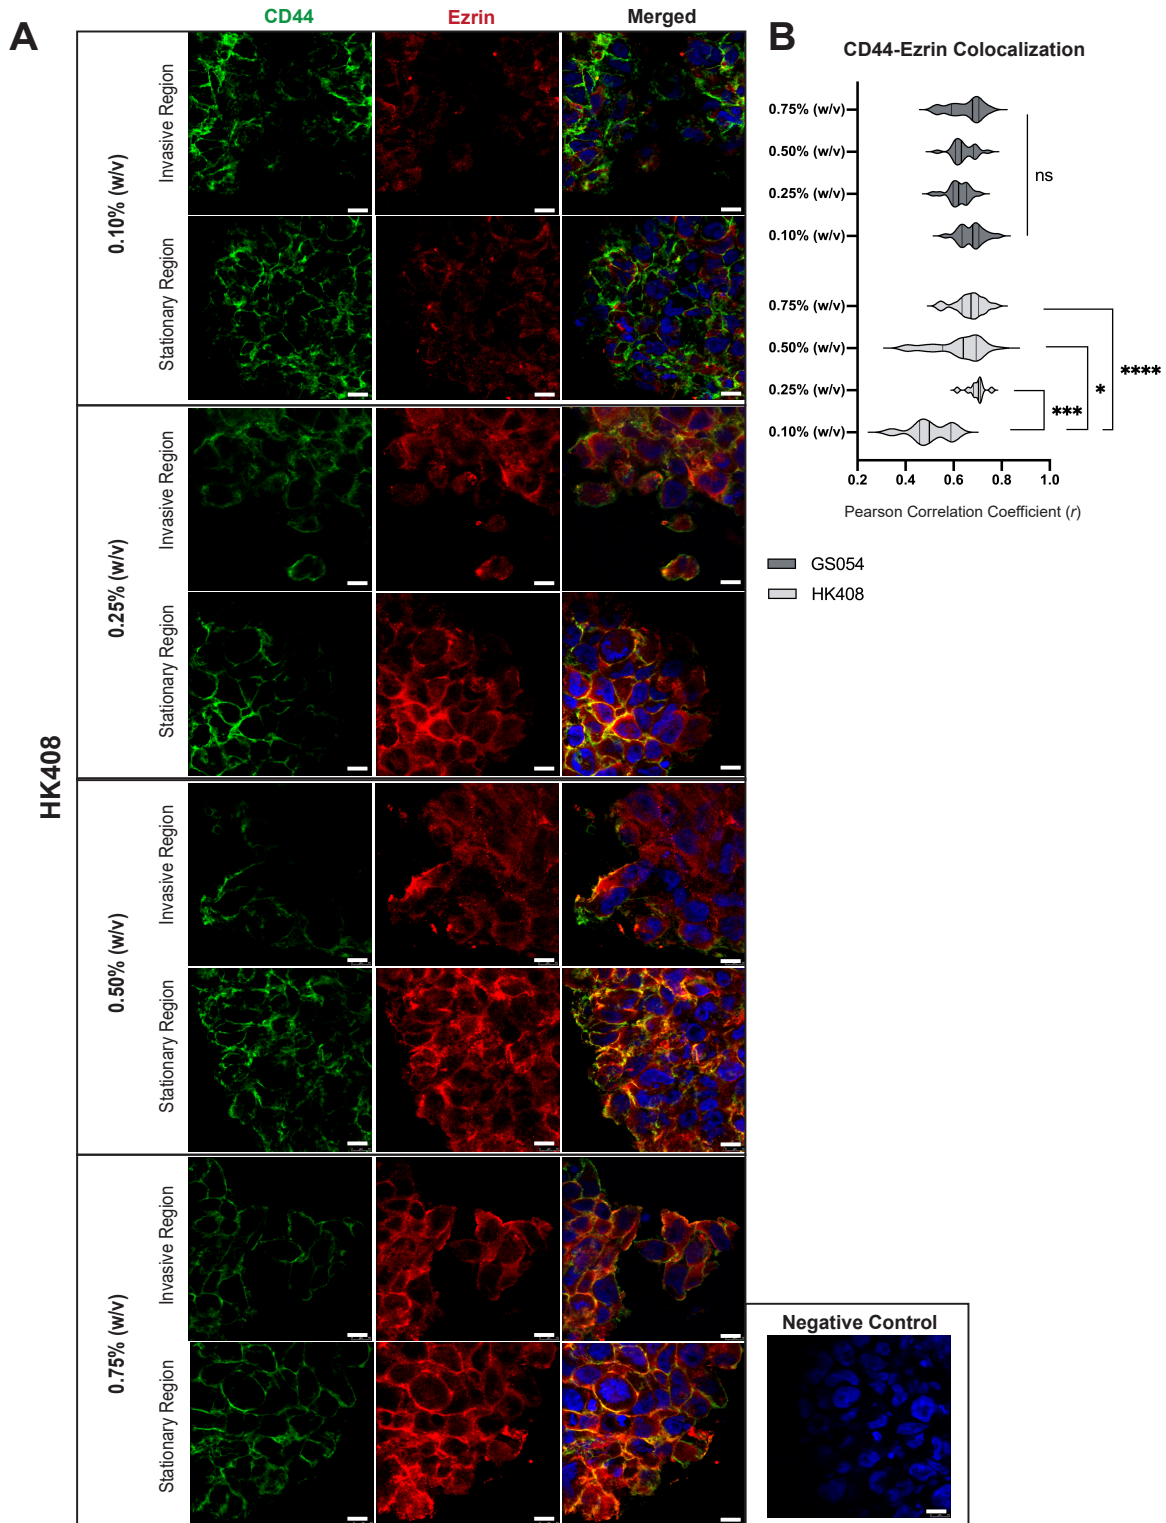 A
CD44 Ezrin Merged
HK408
0.10% (w/v)
Invasive Region
Stationary Region
0.25% (w/v)
Invasive Region
Stationary Region
0.50% (w/v)
Invasive Region
Stationary Region
0.75% (w/v)
Invasive Region
Stationary Region
B
CD44-Ezrin Colocalization
0.75% (w/v)
0.50% (w/v)
0.25% (w/v)
0.10% (w/v)
ns
0.75% (w/v)
0.50% (w/v)
0.25% (w/v)
0.10% (w/v)
***
*
****
0.2 0.4 0.6 0.8 1.0
Pearson Correlation Coefficient (r)
GS054
HK408
Negative Control